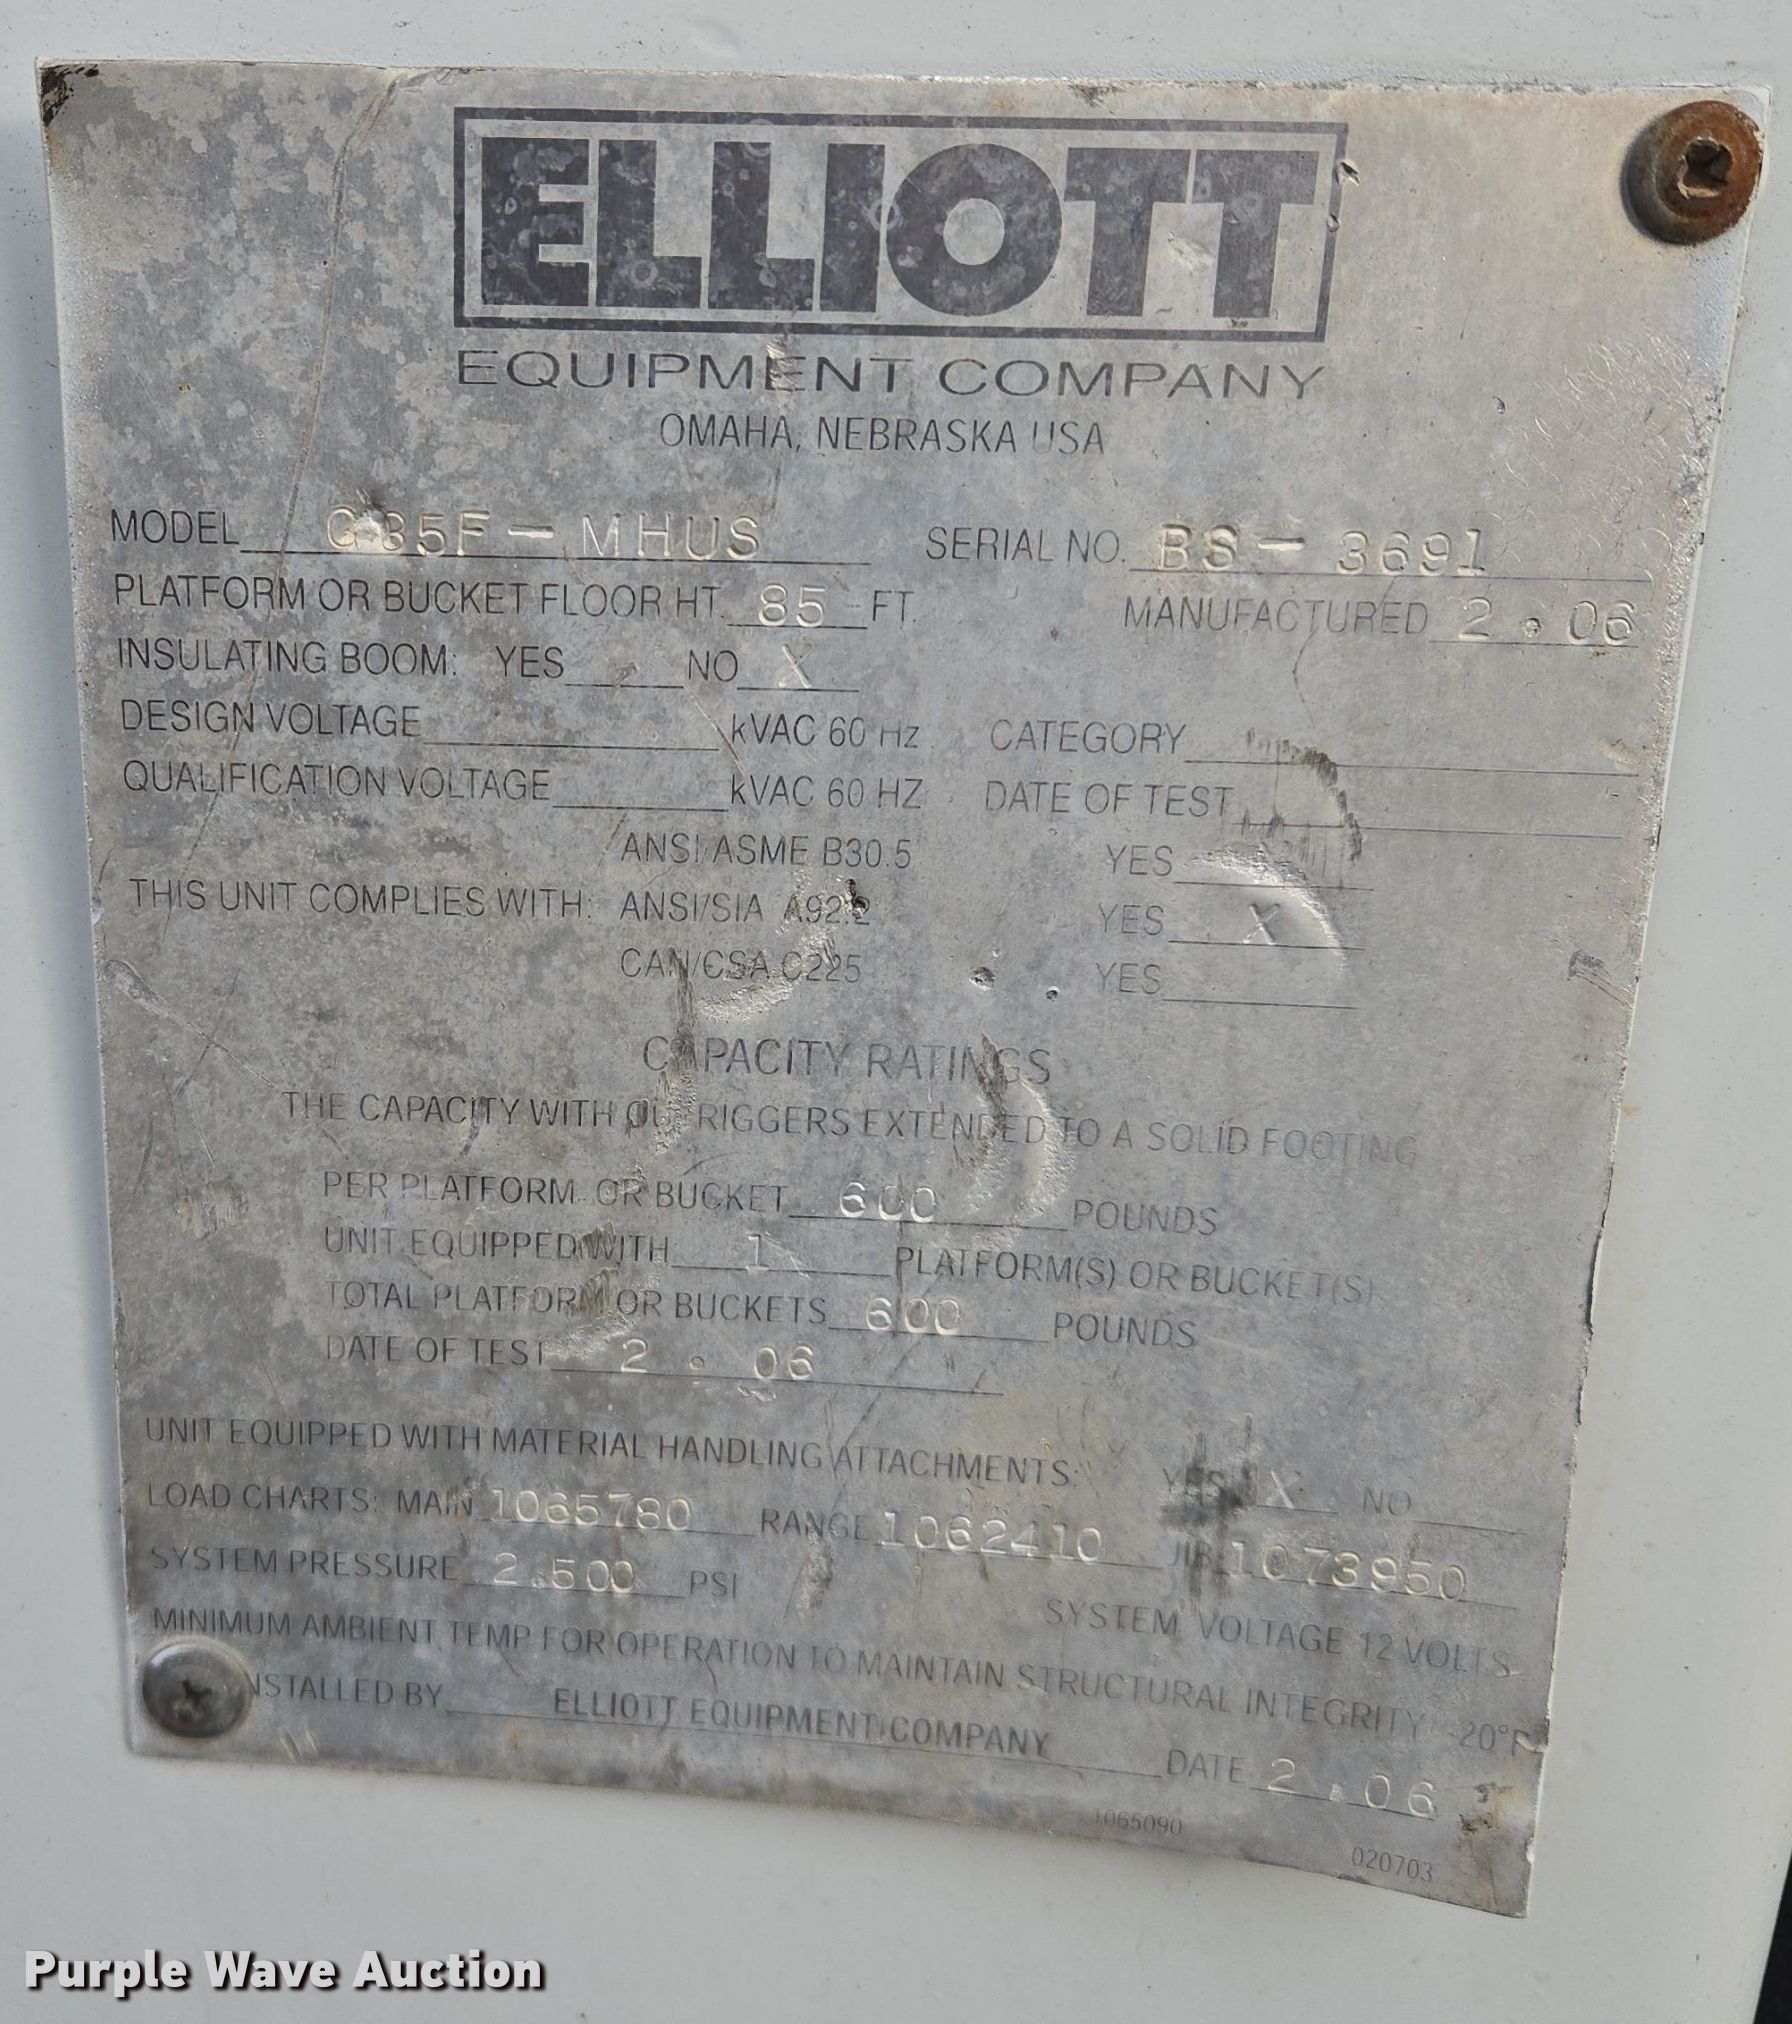 ELLIOTT
EQUIPMENT COMPANY
OMAHA, NEBRASKA USA
MODEL G85F - MHUS SERIAL NO. BS - 3691
PLATFORM OR BUCKET FLOOR HT. 85 FT. MANUFACTURED 2.06
INSULATING BOOM: YES NO X
DESIGN VOLTAGE kVAC 60 Hz CATEGORY
QUALIFICATION VOLTAGE kVAC 60 HZ DATE OF TEST
ANSI ASME B30.5 YES
THIS UNIT COMPLIES WITH: ANSI/SIA A92.2 YES X
CAN/CSA C225 YES
CAPACITY RATINGS
THE CAPACITY WITH OUTRIGGERS EXTENDED TO A SOLID FOOTING
PER PLATFORM OR BUCKET 600 POUNDS
UNIT EQUIPPED WITH 1 PLATFORM(S) OR BUCKET(S)
TOTAL PLATFORM OR BUCKETS 600 POUNDS
DATE OF TEST 2.06
UNIT EQUIPPED WITH MATERIAL HANDLING ATTACHMENTS: YES X NO
LOAD CHARTS: MAIN 1065780 RANGE 1062410 JIB 1073950
SYSTEM PRESSURE 2.500 PSI SYSTEM VOLTAGE 12 VOLTS
MINIMUM AMBIENT TEMP FOR OPERATION TO MAINTAIN STRUCTURAL INTEGRITY -20°F
INSTALLED BY ELLIOTT EQUIPMENT COMPANY DATE 2.06
1065090
020703
Purple Wave Auction